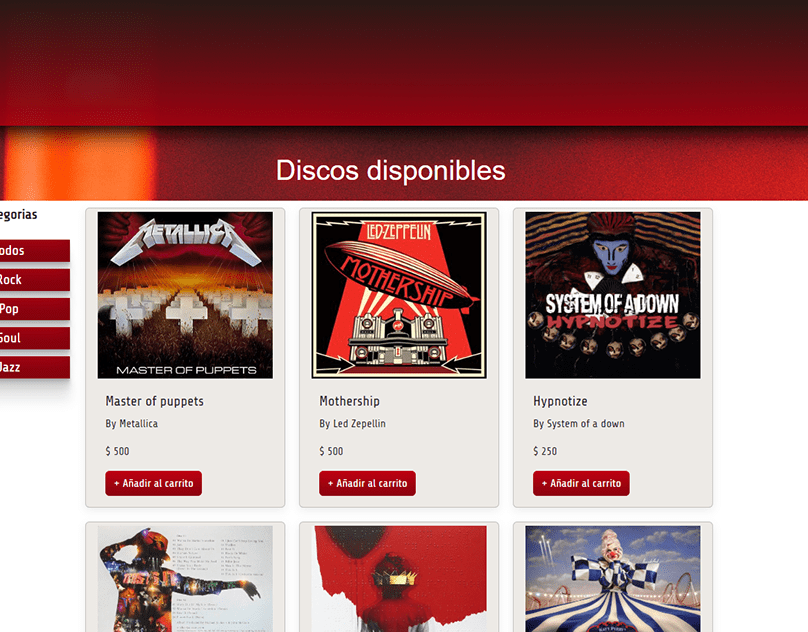 Discos disponibles
egorias
odos
Rock
Pop
Soul
Jazz
METALLICA
MASTER OF PUPPETS
LED-ZEPPELIN
MOTHERSHIP
SYSTEM OF A DOWN
HYPNOTIZE
Master of puppets
By Metallica
$ 500
+ Añadir al carrito
Mothership
By Led Zepellin
$ 500
+ Añadir al carrito
Hypnotize
By System of a down
$ 250
+ Añadir al carrito